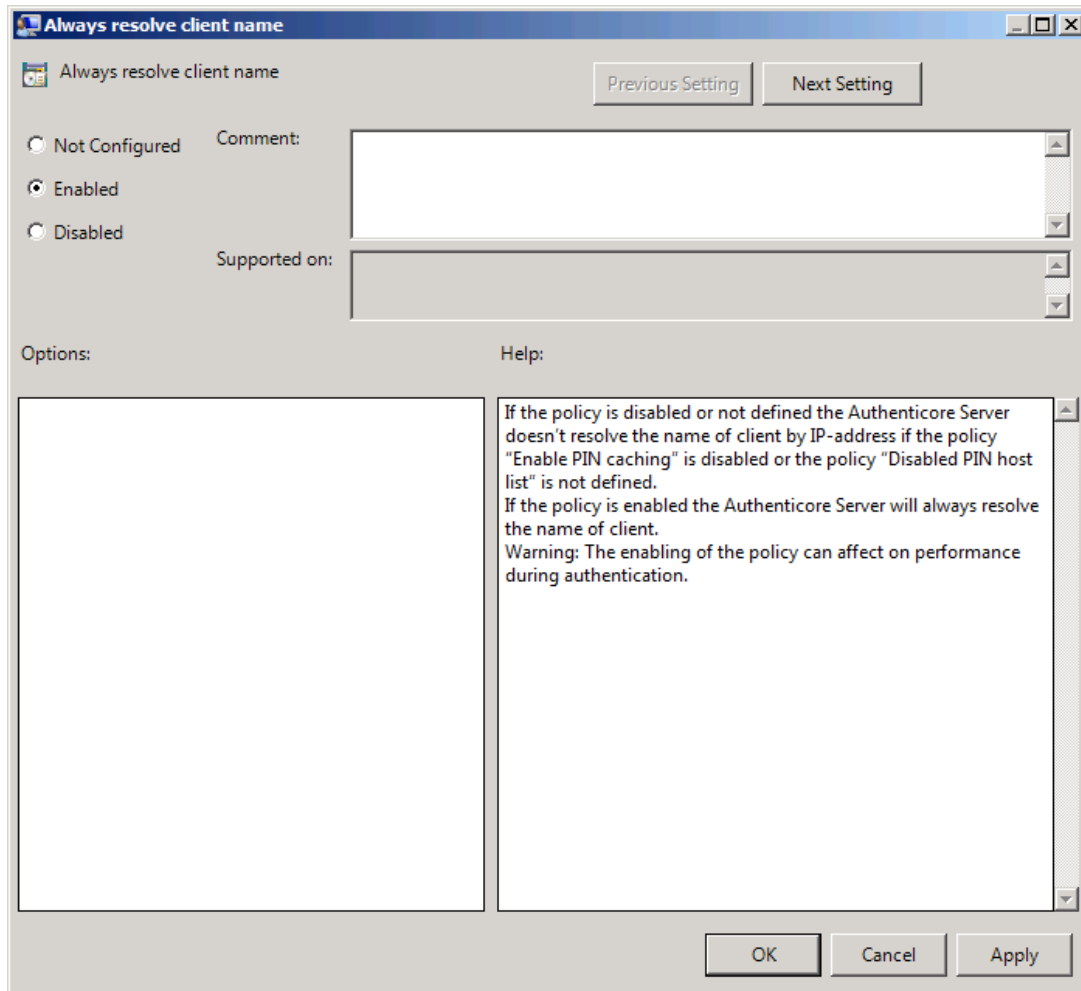 Always resolve client name
Always resolve client name
Previous Setting
Next Setting
Not Configured
Comment:
Enabled
Disabled
Supported on:
Options:
Help:
If the policy is disabled or not defined the Authenticore Server
doesn't resolve the name of client by IP-address if the policy
“Enable PIN caching” is disabled or the policy “Disabled PIN host
list” is not defined.
If the policy is enabled the Authenticore Server will always resolve
the name of client.
Warning: The enabling of the policy can affect on performance
during authentication.
OK
Cancel
Apply